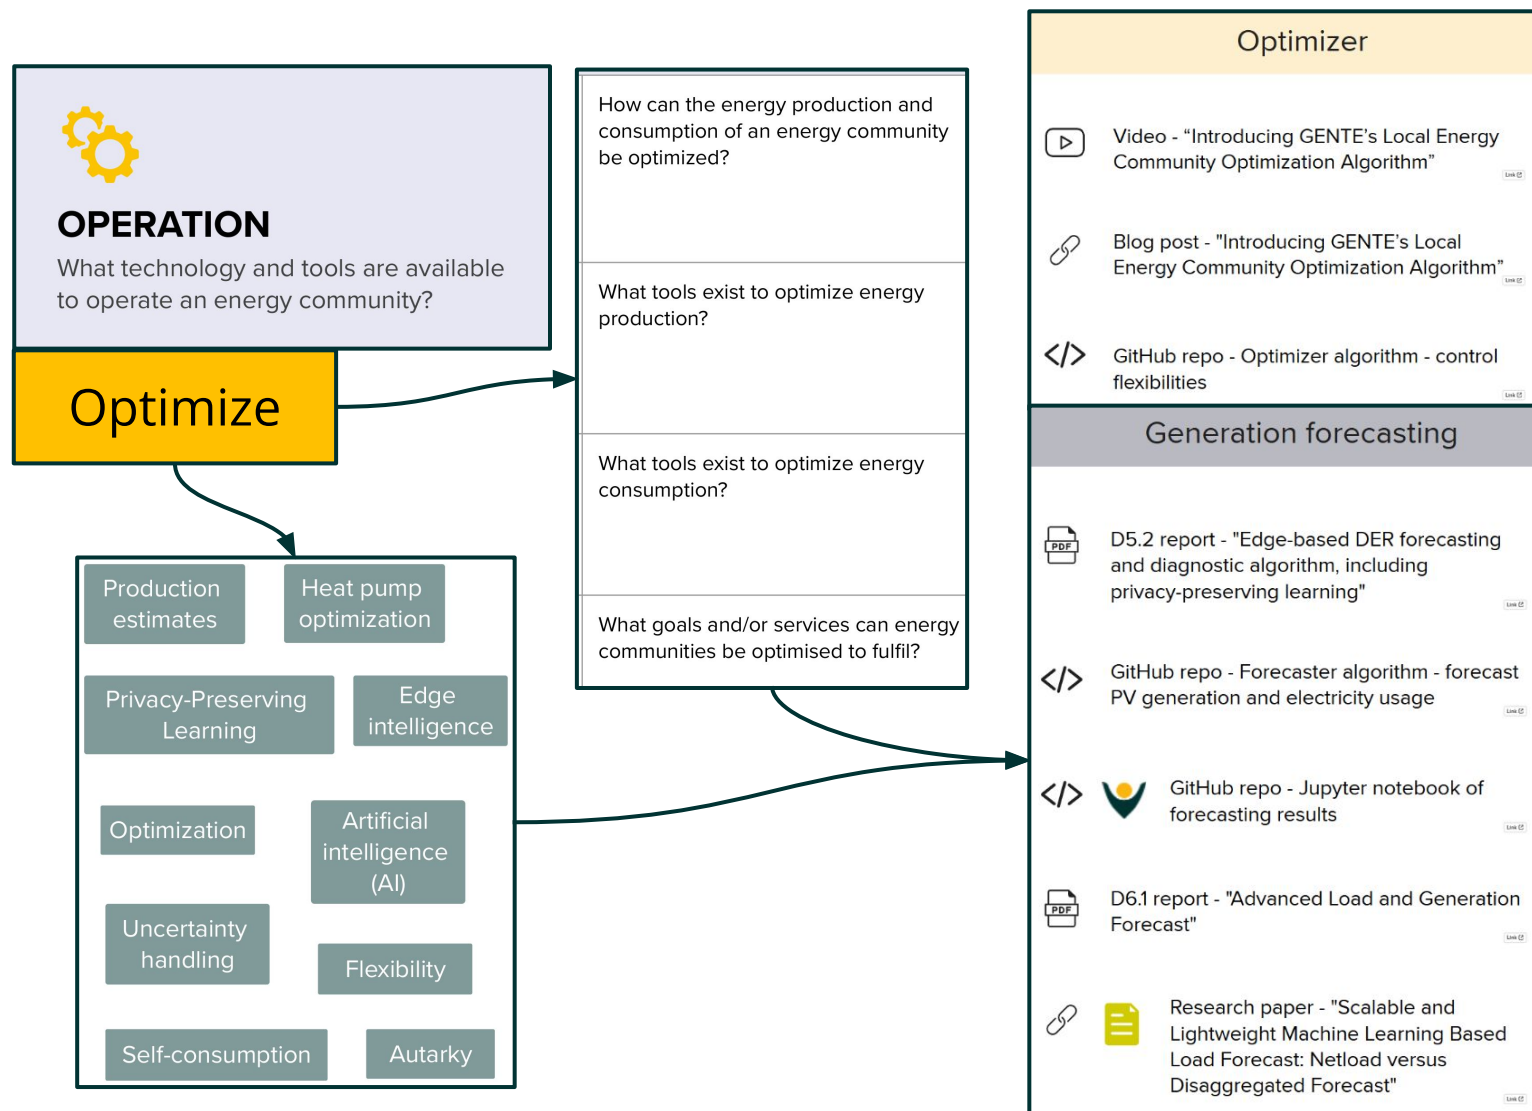 OPERATION
What technology and tools are available
to operate an energy community?
Optimize
Production
estimates
Heat pump
optimization
Privacy-Preserving
Learning
Edge
intelligence
Optimization
Artificial
intelligence
(AI)
Uncertainty
handling
Flexibility
Self-consumption
Autarky
How can the energy production and
consumption of an energy community
be optimized?
What tools exist to optimize energy
production?
What tools exist to optimize energy
consumption?
What goals and/or services can energy
communities be optimised to fulfil?
Optimizer
Video - “Introducing GENTE’s Local Energy
Community Optimization Algorithm”
Link
Blog post - "Introducing GENTE’s Local
Energy Community Optimization Algorithm”
Link
</> GitHub repo - Optimizer algorithm - control
flexibilities
Link
Generation forecasting
PDF
D5.2 report - "Edge-based DER forecasting
and diagnostic algorithm, including
privacy-preserving learning"
Link
</> GitHub repo - Forecaster algorithm - forecast
PV generation and electricity usage
Link
</> GitHub repo - Jupyter notebook of
forecasting results
Link
PDF
D6.1 report - "Advanced Load and Generation
Forecast"
Link
Research paper - "Scalable and
Lightweight Machine Learning Based
Load Forecast: Netload versus
Disaggregated Forecast"
Link